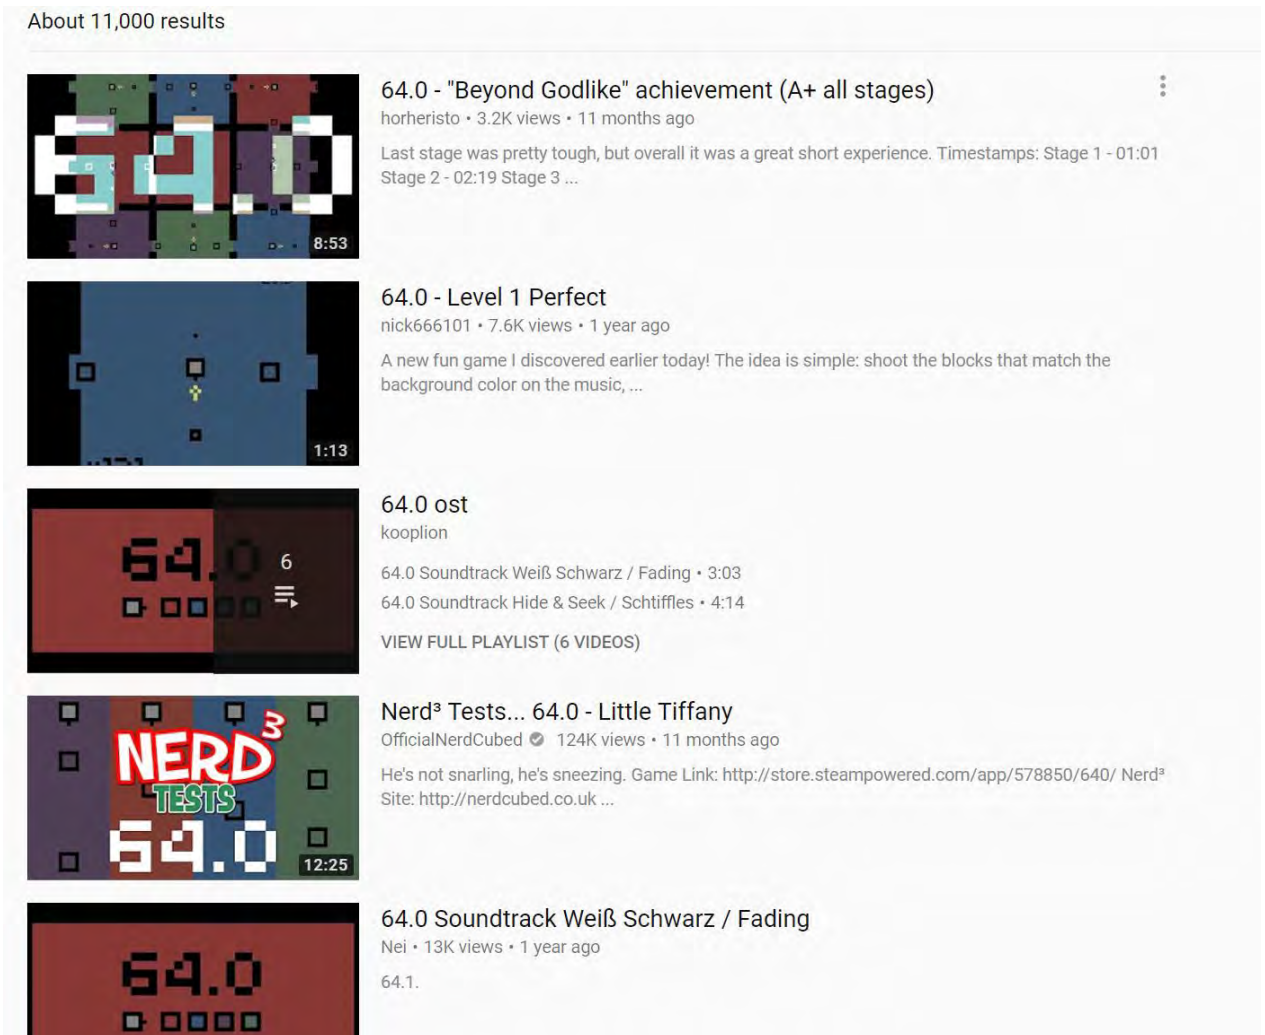 About 11,000 results
64.0
8:53
64.0 - "Beyond Godlike" achievement (A+ all stages)
horheristo • 3.2K views • 11 months ago
Last stage was pretty tough, but overall it was a great short experience. Timestamps: Stage 1 - 01:01
Stage 2 - 02:19 Stage 3 ...
1:13
64.0 - Level 1 Perfect
nick666101 • 7.6K views • 1 year ago
A new fun game I discovered earlier today! The idea is simple: shoot the blocks that match the
background color on the music, ...
64.0
6
64.0 ost
kooplion
64.0 Soundtrack Weiß Schwarz / Fading • 3:03
64.0 Soundtrack Hide & Seek / Schtiffles • 4:14
VIEW FULL PLAYLIST (6 VIDEOS)
NERD³
TESTS
64.0
12:25
Nerd³ Tests... 64.0 - Little Tiffany
OfficialNerdCubed 124K views • 11 months ago
He's not snarling, he's sneezing. Game Link: http://store.steampowered.com/app/578850/640/ Nerd³
Site: http://nerdcubed.co.uk ...
64.0
64.0 Soundtrack Weiß Schwarz / Fading
Nei • 13K views • 1 year ago
64.1.